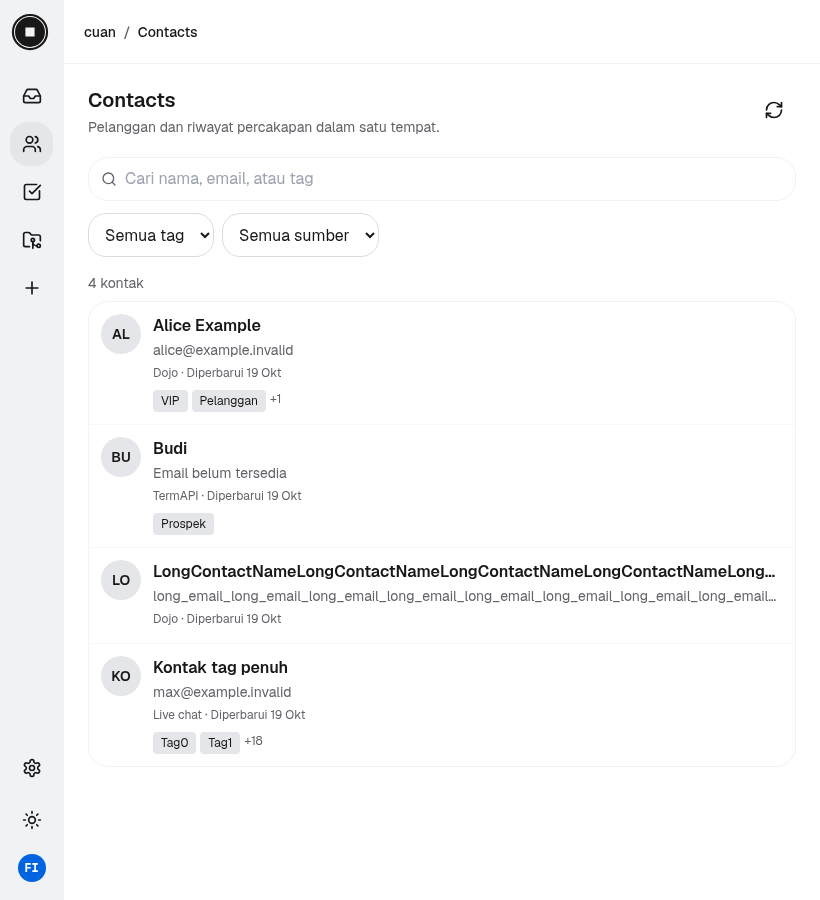 cuan / Contacts
Contacts
Pelanggan dan riwayat percakapan dalam satu tempat.
Cari nama, email, atau tag
Semua tag
Semua sumber
4 kontak
AL
Alice Example
alice@example.invalid
Dojo · Diperbarui 19 Okt
VIP
Pelanggan
+1
BU
Budi
Email belum tersedia
TermAPI · Diperbarui 19 Okt
Prospek
LO
LongContactNameLongContactNameLongContactNameLongContactNameLong...
long_email_long_email_long_email_long_email_long_email_long_email_long_email_long_email...
Dojo · Diperbarui 19 Okt
KO
Kontak tag penuh
max@example.invalid
Live chat · Diperbarui 19 Okt
Tag0
Tag1
+18
FI